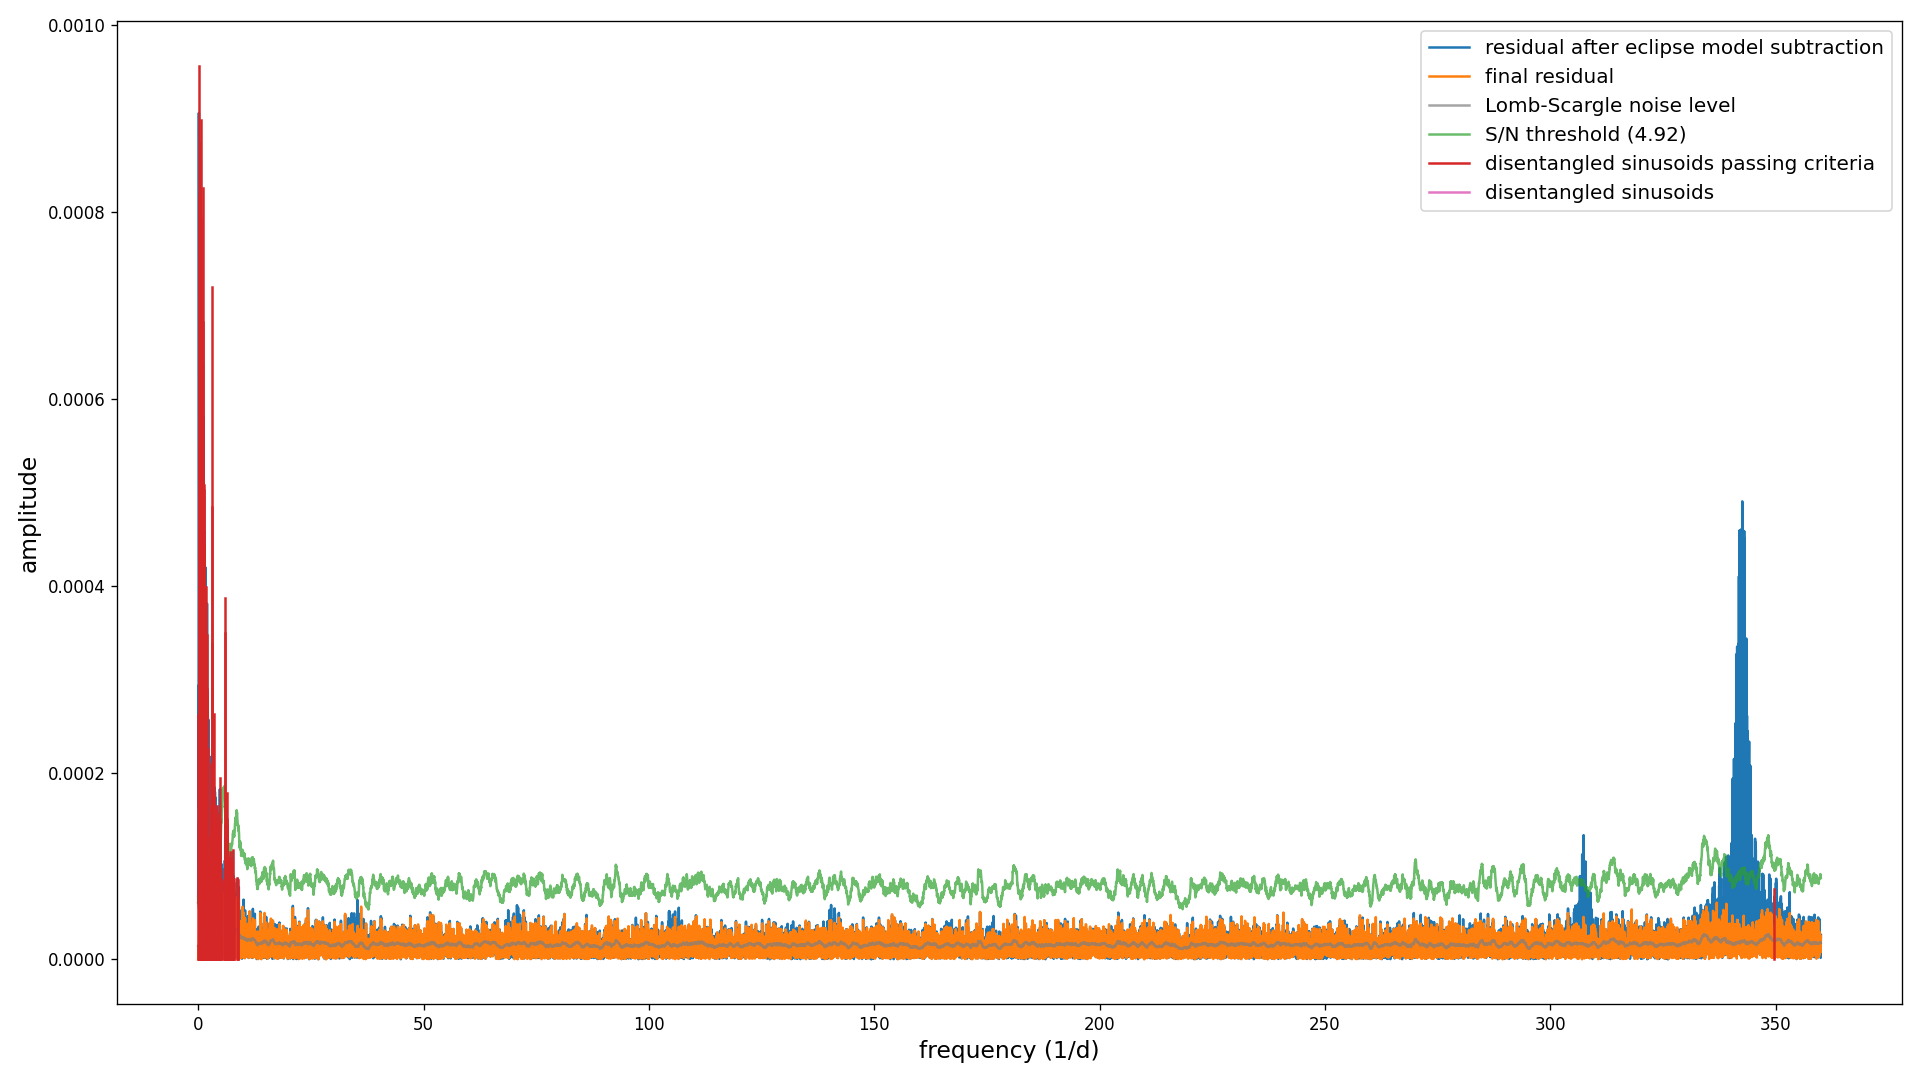 0.0010
0.0008
0.0006
0.0004
0.0002
0.0000
amplitude
residual after eclipse model subtraction
final residual
Lomb-Scargle noise level
S/N threshold (4.92)
disentangled sinusoids passing criteria
disentangled sinusoids
0 50 100 150 200 250 300 350
frequency (1/d)